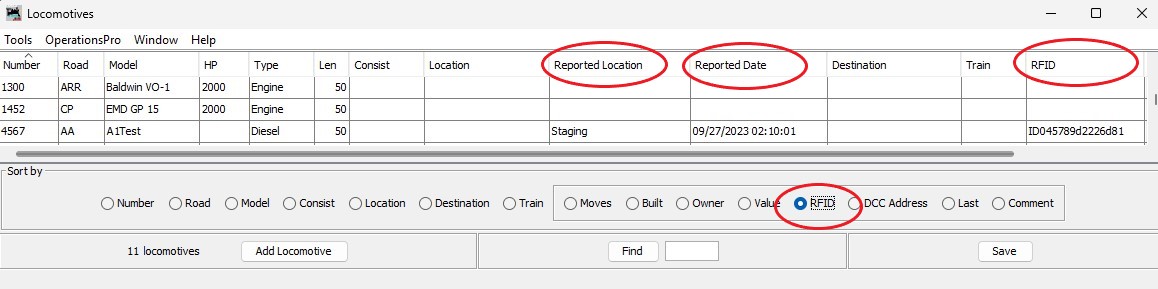 Locomotives
Tools OperationsPro Window Help
Number Road Model HP Type Len Consist Location Reported Location Reported Date Destination Train RFID
1300 ARR Baldwin VO-1 2000 Engine 50
1452 CP EMD GP 15 2000 Engine 50
4567 AA A1Test Diesel 50 Staging 09/27/2023 02:10:01 ID045789d2226d81
Sort by
Number Road Model Consist Location Destination Train Moves Built Owner Value RFID DCC Address Last Comment
11 locomotives Add Locomotive Find Save